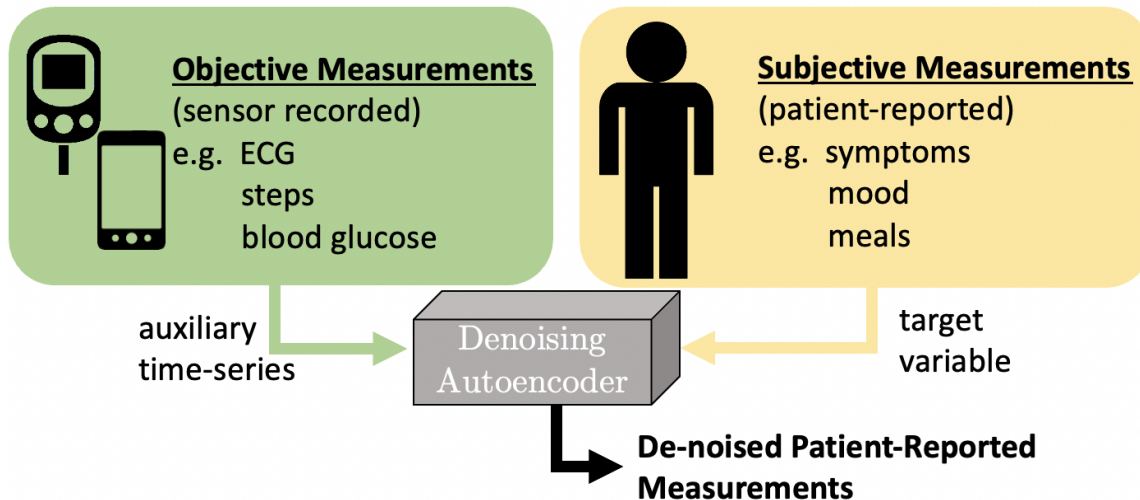 Objective Measurements
(sensor recorded)
e.g. ECG
steps
blood glucose
Subjective Measurements
(patient-reported)
e.g. symptoms
mood
meals
auxiliary
time-series
Denoising
Autoencoder
target
variable
De-noised Patient-Reported
Measurements